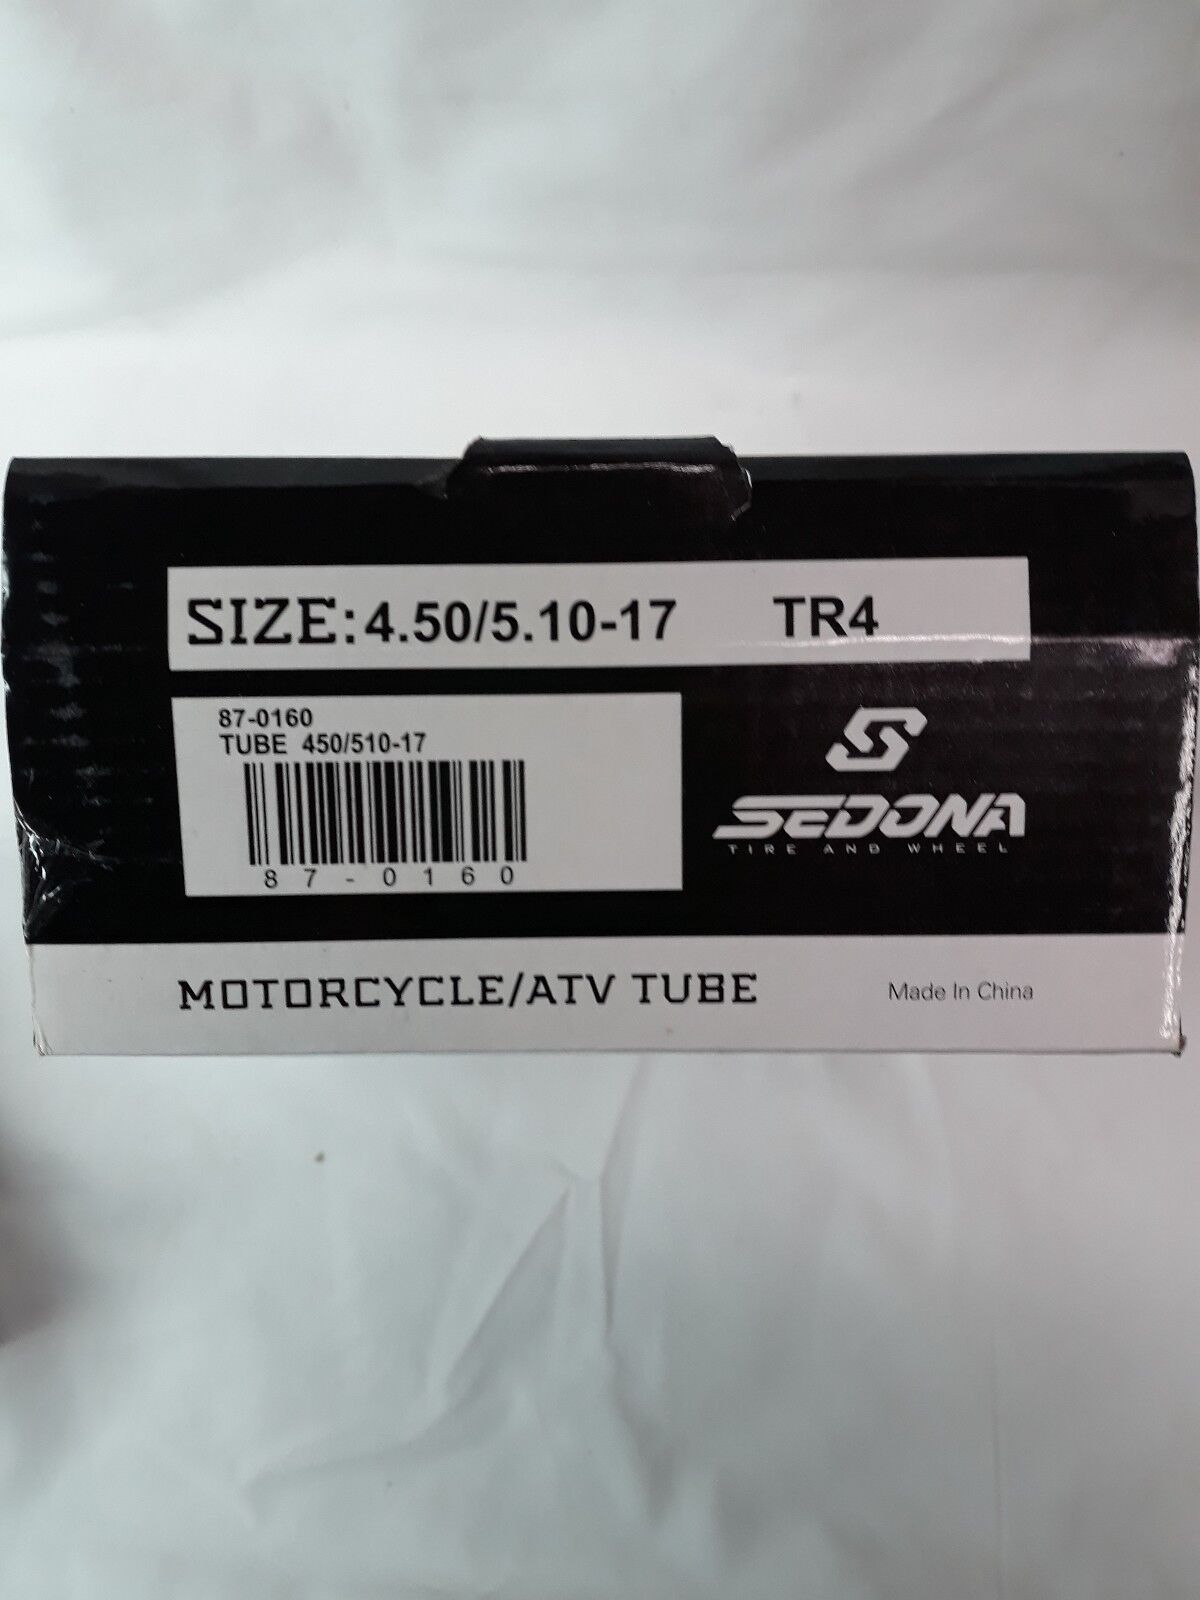 SIZE: 4.50/5.10-17 TR4
87-0160
TUBE 450/510-17
87-0160
S
SEDONA
TIRE AND WHEEL
MOTORCYCLE/ATV TUBE
Made In China